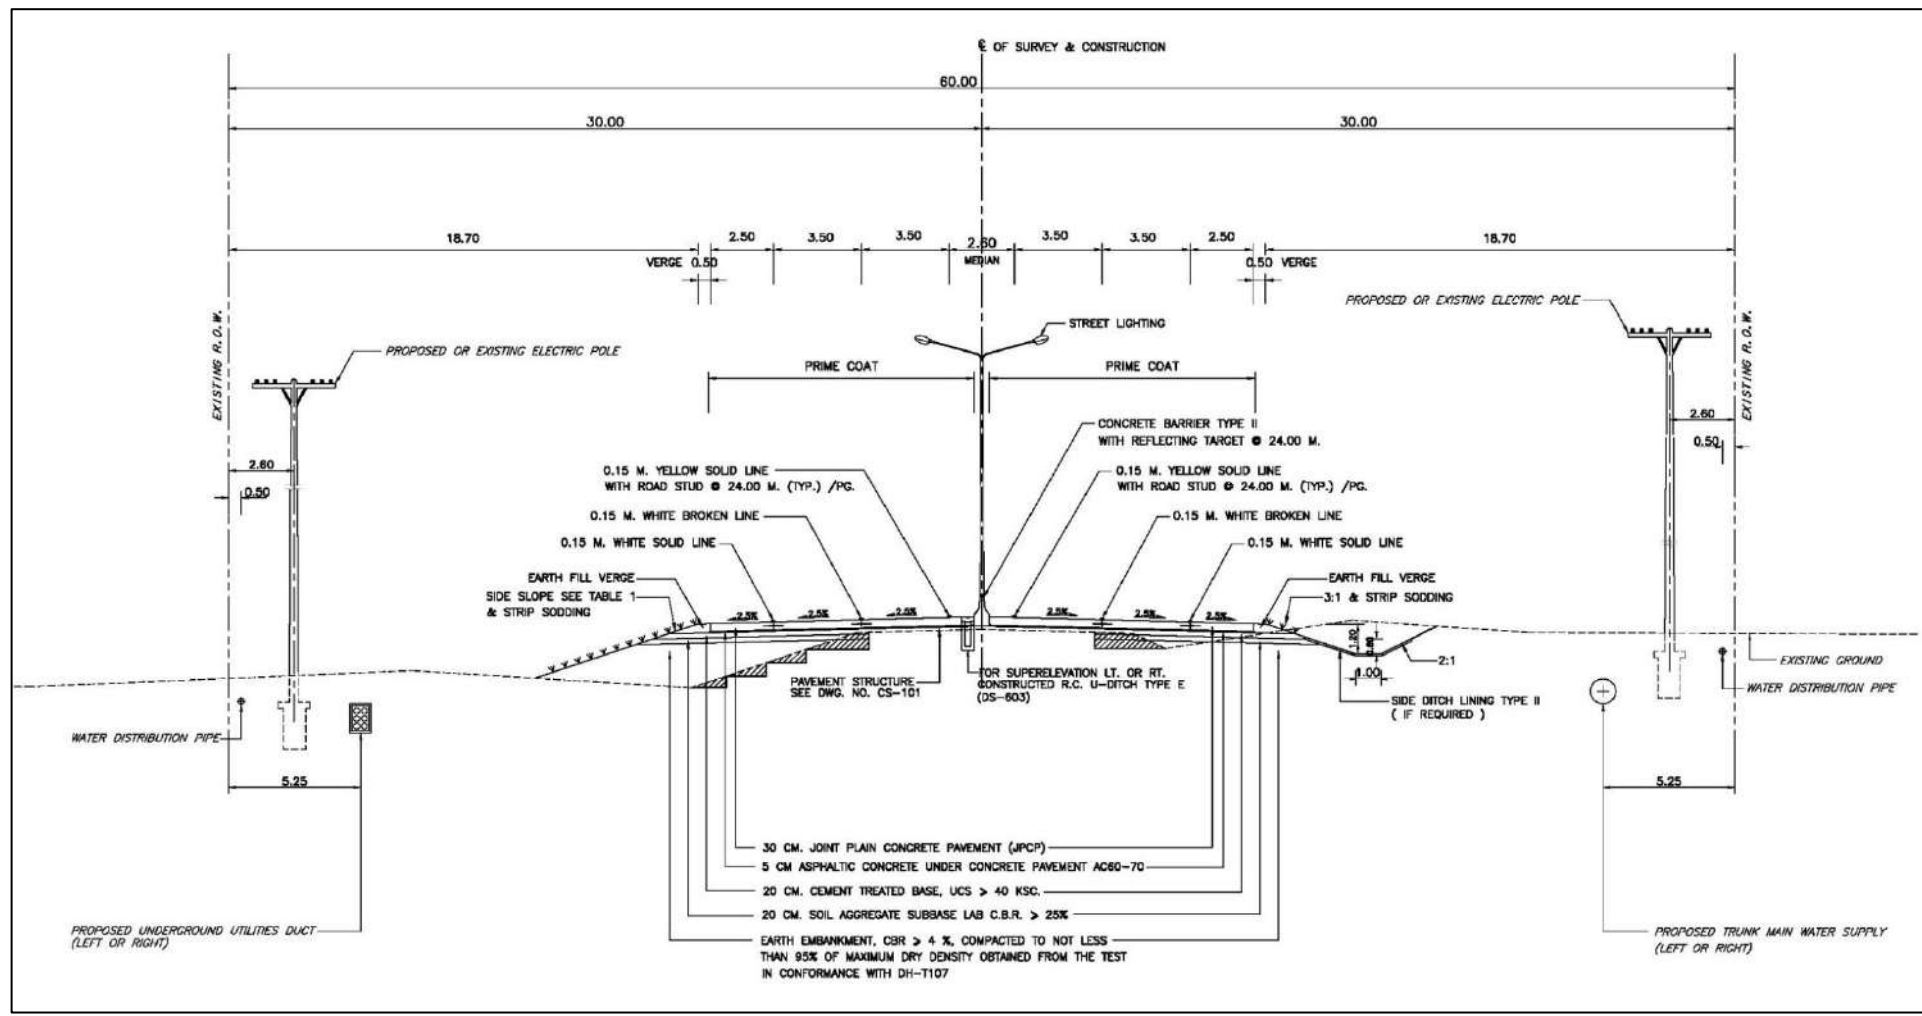 ℄ OF SURVEY & CONSTRUCTION
60.00
30.00
30.00
18.70
2.50
3.50
3.50
2.60
3.50
3.50
2.50
18.70
VERGE 0.50
MEDIAN
0.50 VERGE
PROPOSED OR EXISTING ELECTRIC POLE
EXISTING R.O.W.
EXISTING R.O.W.
STREET LIGHTING
PROPOSED OR EXISTING ELECTRIC POLE
PRIME COAT
PRIME COAT
2.60
0.50
CONCRETE BARRIER TYPE II
WITH REFLECTING TARGET @ 24.00 M.
2.60
0.50
0.15 M. YELLOW SOLID LINE
WITH ROAD STUD @ 24.00 M. (TYP.) /PG.
0.15 M. YELLOW SOLID LINE
WITH ROAD STUD @ 24.00 M. (TYP.) /PG.
0.15 M. WHITE BROKEN LINE
0.15 M. WHITE BROKEN LINE
0.15 M. WHITE SOLID LINE
0.15 M. WHITE SOLID LINE
EARTH FILL VERGE
EARTH FILL VERGE
SIDE SLOPE SEE TABLE 1
& STRIP SODDING
3:1 & STRIP SODDING
2.5%
2.5%
2.5%
2.5%
2.5%
2.5%
1.20
0.80
1.00
2:1
EXISTING GROUND
PAVEMENT STRUCTURE
SEE DWG. NO. CS-101
FOR SUPERELEVATION LT. OR RT.
CONSTRUCTED R.C. U-DITCH TYPE E
(DS-603)
SIDE DITCH LINING TYPE II
( IF REQUIRED )
WATER DISTRIBUTION PIPE
WATER DISTRIBUTION PIPE
5.25
5.25
30 CM. JOINT PLAIN CONCRETE PAVEMENT (JPCP)
5 CM ASPHALTIC CONCRETE UNDER CONCRETE PAVEMENT AC60-70
20 CM. CEMENT TREATED BASE, UCS > 40 KSC.
20 CM. SOIL AGGREGATE SUBBASE LAB C.B.R. > 25%
EARTH EMBANKMENT, CBR > 4 %, COMPACTED TO NOT LESS
THAN 95% OF MAXIMUM DRY DENSITY OBTAINED FROM THE TEST
IN CONFORMANCE WITH DH-T107
PROPOSED UNDERGROUND UTILITIES DUCT
(LEFT OR RIGHT)
PROPOSED TRUNK MAIN WATER SUPPLY
(LEFT OR RIGHT)